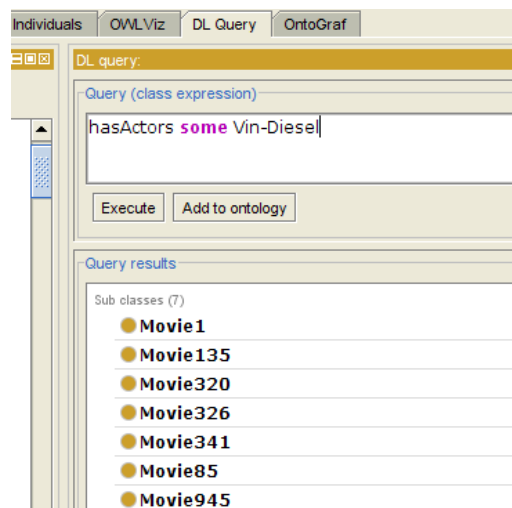 Individuals OWLViz DL Query OntoGraf
DL query:
Query (class expression)
hasActors some Vin-Diesel
Execute Add to ontology
Query results
Sub classes (7)
Movie1
Movie135
Movie320
Movie326
Movie341
Movie85
Movie945